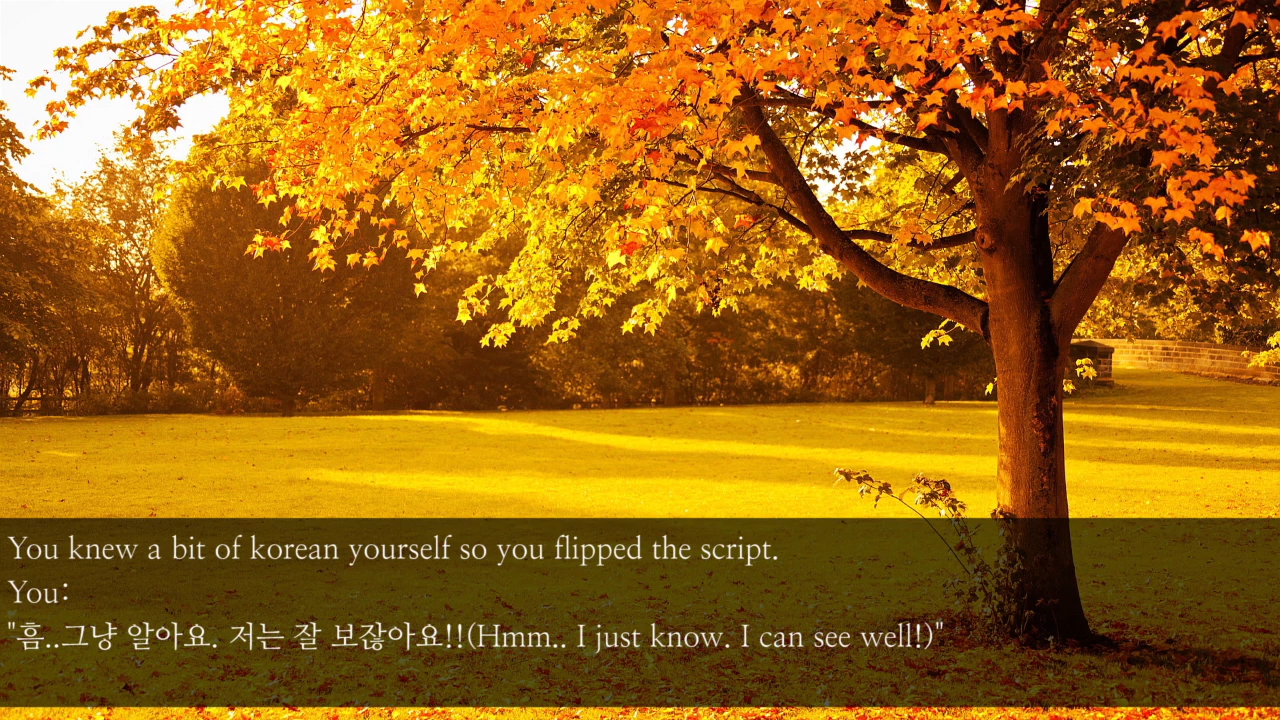 You knew a bit of korean yourself so you flipped the script.
You:
"흠..그냥 알아요. 저는 잘 보잖아요!!(Hmm.. I just know. I can see well!)"